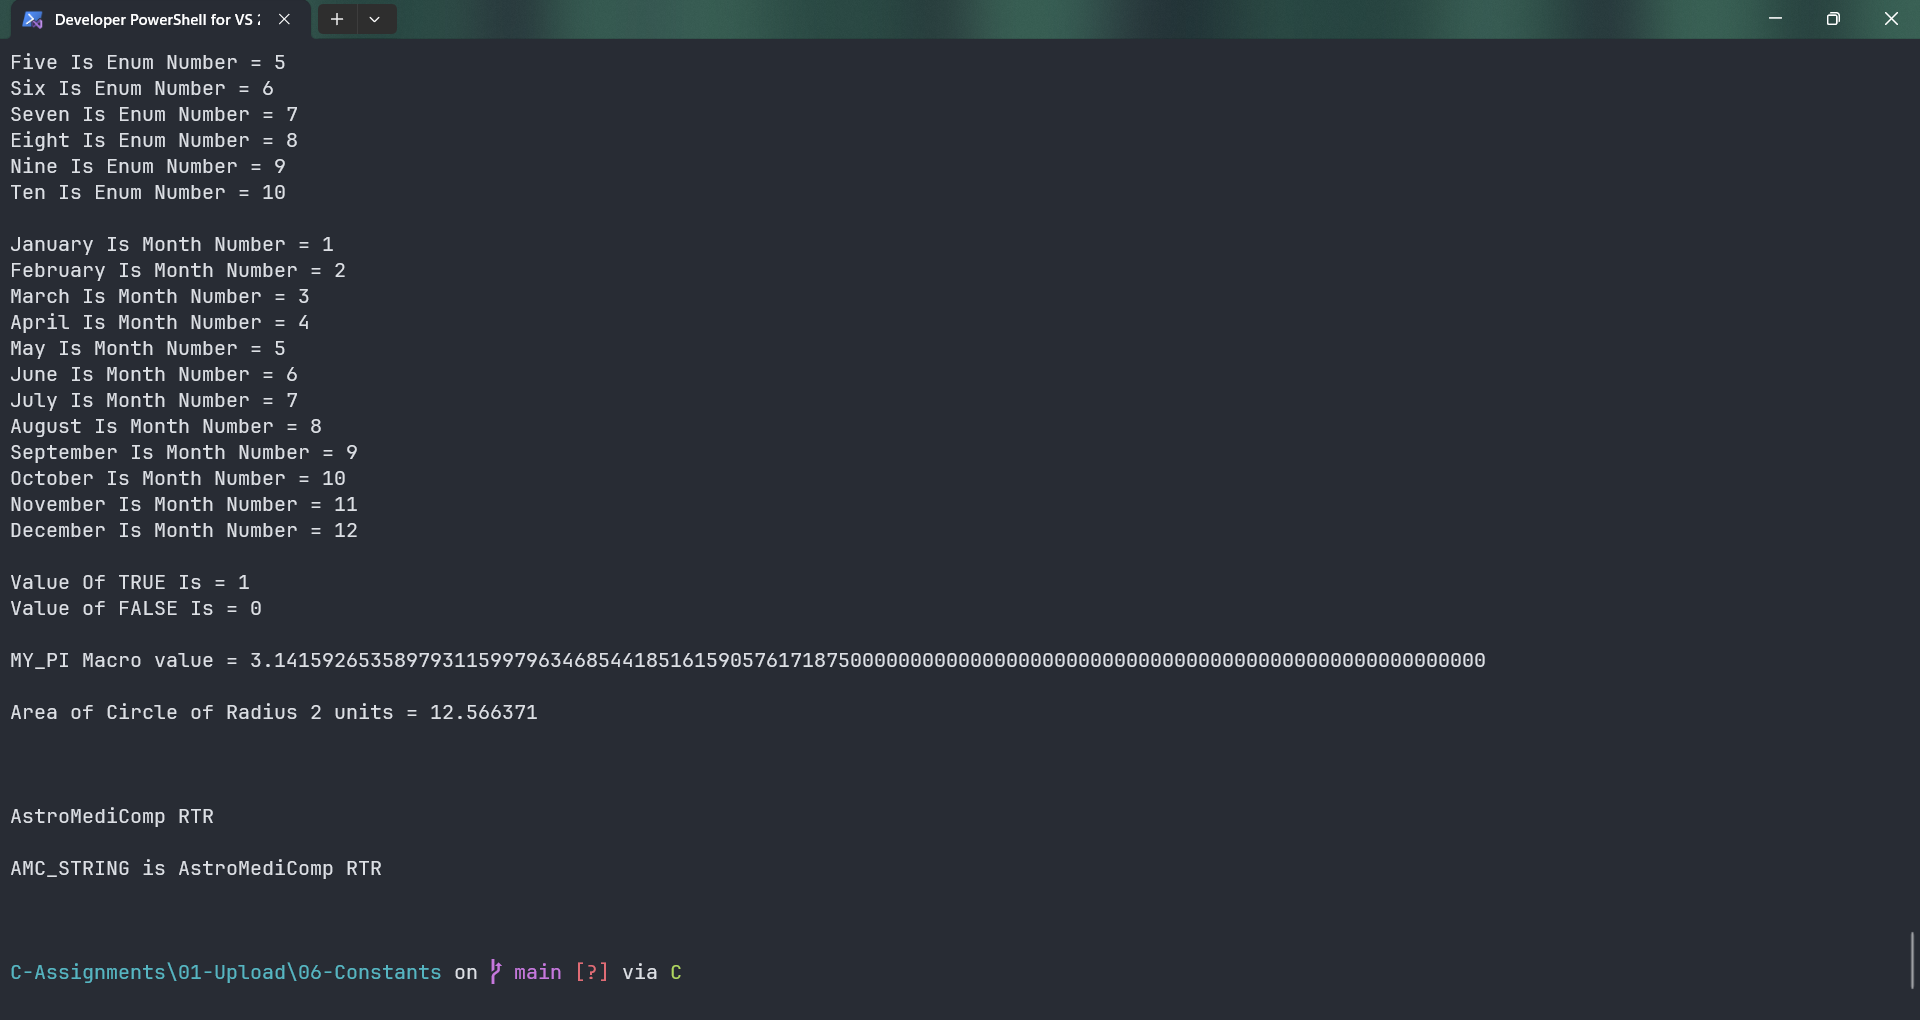 Developer PowerShell for VS 2
Five Is Enum Number = 5
Six Is Enum Number = 6
Seven Is Enum Number = 7
Eight Is Enum Number = 8
Nine Is Enum Number = 9
Ten Is Enum Number = 10
January Is Month Number = 1
February Is Month Number = 2
March Is Month Number = 3
April Is Month Number = 4
May Is Month Number = 5
June Is Month Number = 6
July Is Month Number = 7
August Is Month Number = 8
September Is Month Number = 9
October Is Month Number = 10
November Is Month Number = 11
December Is Month Number = 12
Value Of TRUE Is = 1
Value of FALSE Is = 0
MY_PI Macro value = 3.14159265358979311599796346854418516159057617187500000000000000000000000000000000000000000000000000000
Area of Circle of Radius 2 units = 12.566371
AstroMediComp RTR
AMC_STRING is AstroMediComp RTR
C-Assignments\01-Upload\06-Constants on main [?] via C